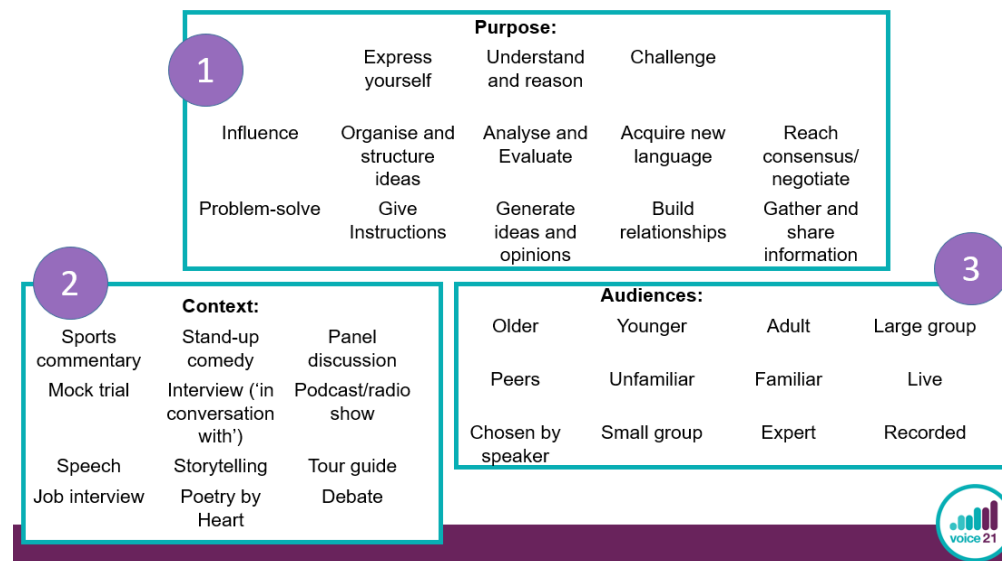 1
Purpose:
Express yourself
Understand and reason
Challenge
Influence
Organise and structure ideas
Analyse and Evaluate
Acquire new language
Reach consensus/ negotiate
Problem-solve
Give Instructions
Generate ideas and opinions
Build relationships
Gather and share information
2
Context:
Sports commentary
Stand-up comedy
Panel discussion
Mock trial
Interview (‘in conversation with’)
Podcast/radio show
Speech
Storytelling
Tour guide
Job interview
Poetry by Heart
Debate
3
Audiences:
Older
Younger
Adult
Large group
Peers
Unfamiliar
Familiar
Live
Chosen by speaker
Small group
Expert
Recorded
voice 21